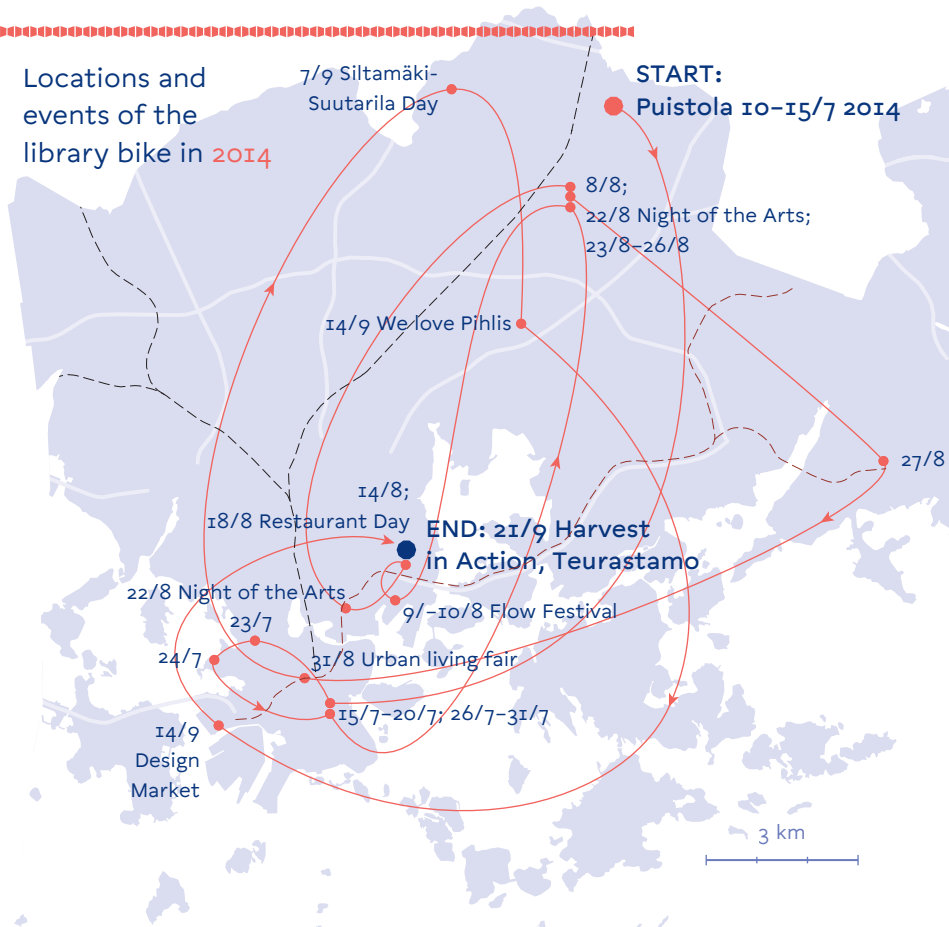 Locations and
events of the
library bike in 2014
7/9 Siltamäki-
Suutarila Day
START:
Puistola 10–15/7 2014
8/8;
22/8 Night of the Arts;
23/8–26/8
14/9 We love Pihlis
27/8
14/8;
18/8 Restaurant Day
END: 21/9 Harvest
in Action, Teurastamo
22/8 Night of the Arts
9/–10/8 Flow Festival
23/7
24/7
31/8 Urban living fair
15/7–20/7; 26/7–31/7
14/9
Design
Market
3 km